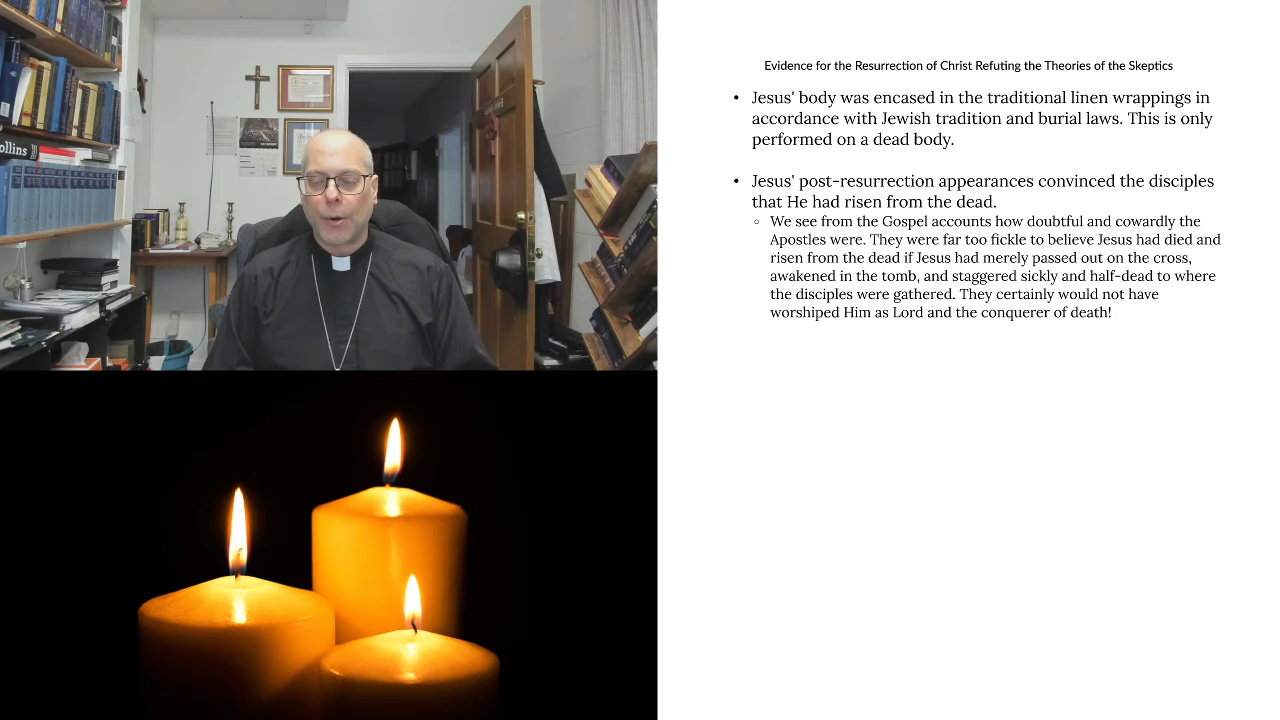 ollins
Evidence for the Resurrection of Christ Refuting the Theories of the Skeptics
• Jesus' body was encased in the traditional linen wrappings in
accordance with Jewish tradition and burial laws. This is only
performed on a dead body.
• Jesus' post-resurrection appearances convinced the disciples
that He had risen from the dead.
◦ We see from the Gospel accounts how doubtful and cowardly the
Apostles were. They were far too fickle to believe Jesus had died and
risen from the dead if Jesus had merely passed out on the cross,
awakened in the tomb, and staggered sickly and half-dead to where
the disciples were gathered. They certainly would not have
worshiped Him as Lord and the conquerer of death!